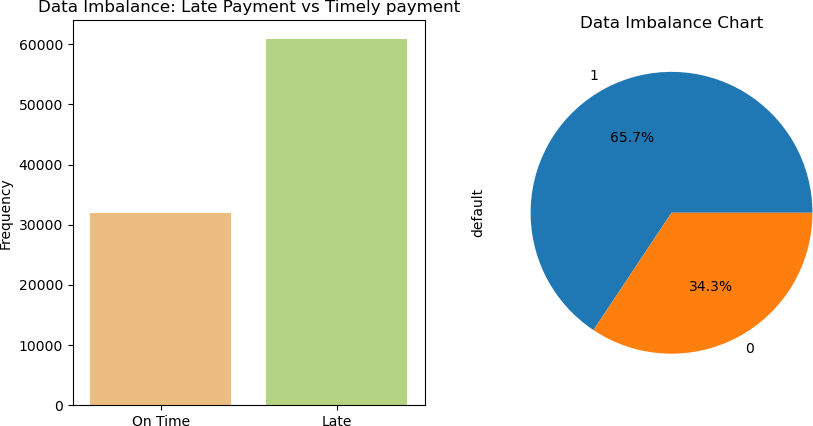 Data Imbalance: Late Payment vs Timely payment
Frequency
60000
50000
40000
30000
20000
10000
0
On Time
Late
Data Imbalance Chart
default
1
65.7%
34.3%
0